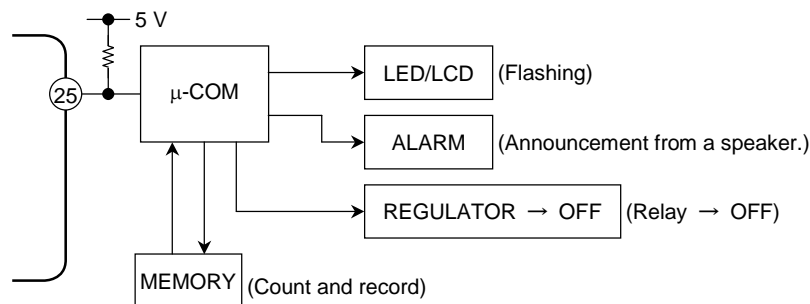 5 V
25
μ-COM
LED/LCD (Flashing)
ALARM (Announcement from a speaker.)
REGULATOR → OFF (Relay → OFF)
MEMORY (Count and record)